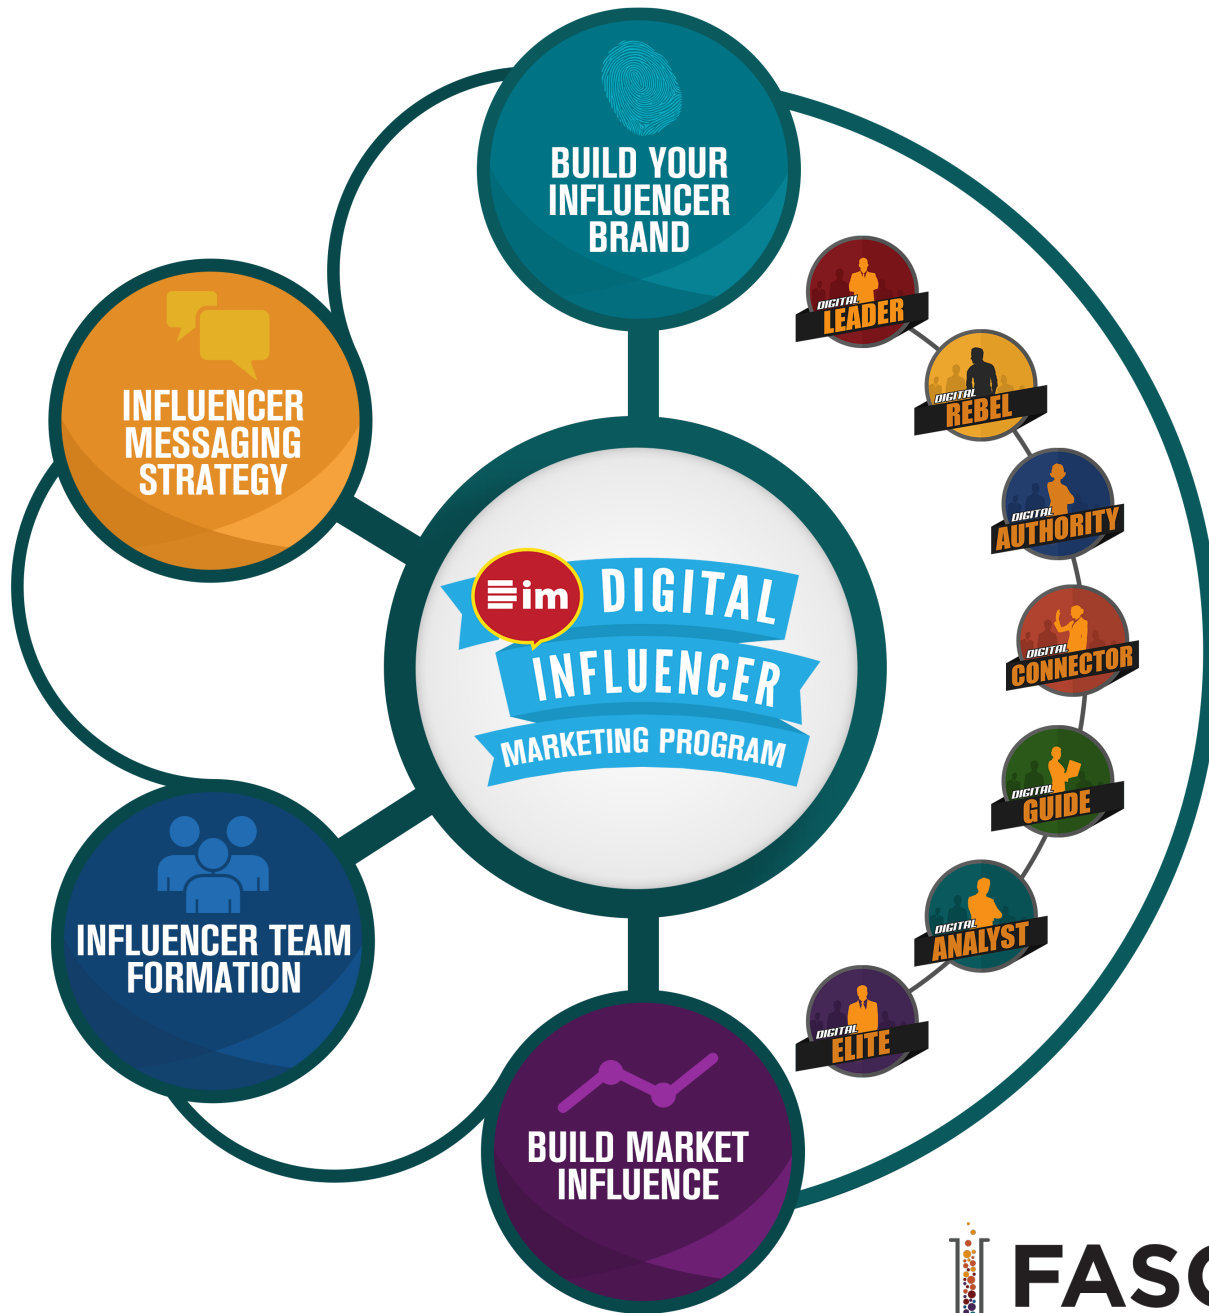 BUILD YOUR
INFLUENCER
BRAND
INFLUENCER
MESSAGING
STRATEGY
im DIGITAL
INFLUENCER
MARKETING PROGRAM
INFLUENCER TEAM
FORMATION
BUILD MARKET
INFLUENCE
DIGITAL
LEADER
DIGITAL
REBEL
DIGITAL
AUTHORITY
DIGITAL
CONNECTOR
DIGITAL
GUIDE
DIGITAL
ANALYST
DIGITAL
ELITE